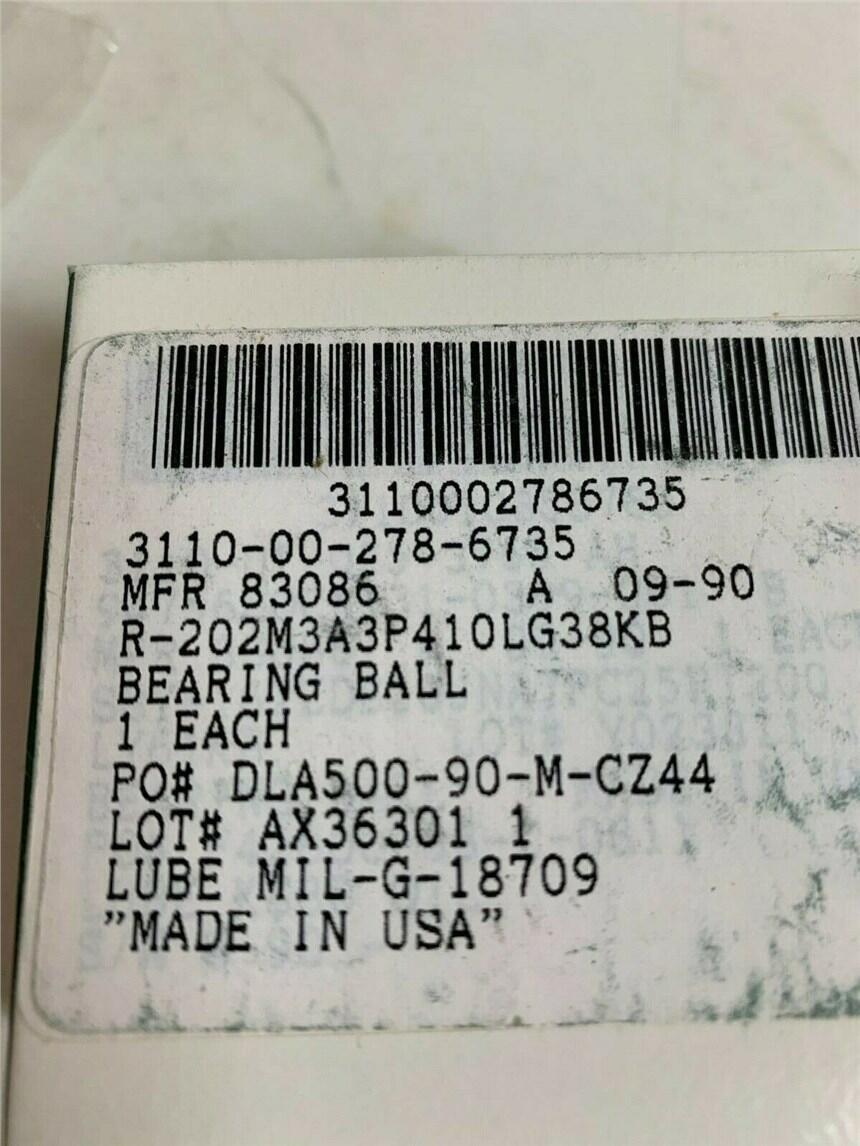 3110002786735
3110-00-278-6735
MFR 83086 A 09-90
R-202M3A3P410LG38KB
BEARING BALL
1 EACH
PO# DLA500-90-M-CZ44
LOT# AX36301 1
LUBE MIL-G-18709
"MADE IN USA"